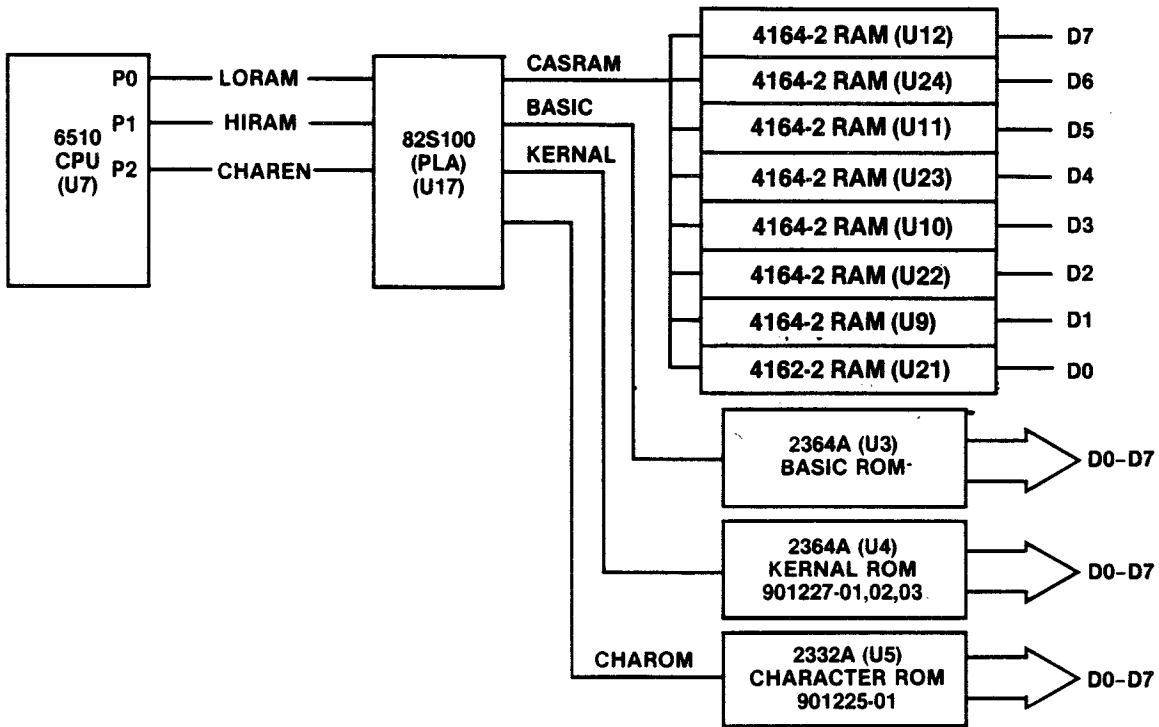 6510
CPU
(U7)
P0
P1
P2
LORAM
HIRAM
CHAREN
82S100
(PLA)
(U17)
CASRAM
BASIC
KERNAL
CHAROM
4164-2 RAM (U12)
D7
4164-2 RAM (U24)
D6
4164-2 RAM (U11)
D5
4164-2 RAM (U23)
D4
4164-2 RAM (U10)
D3
4164-2 RAM (U22)
D2
4164-2 RAM (U9)
D1
4162-2 RAM (U21)
D0
2364A (U3)
BASIC ROM
D0-D7
2364A (U4)
KERNAL ROM
901227-01,02,03
D0-D7
2332A (U5)
CHARACTER ROM
901225-01
D0-D7